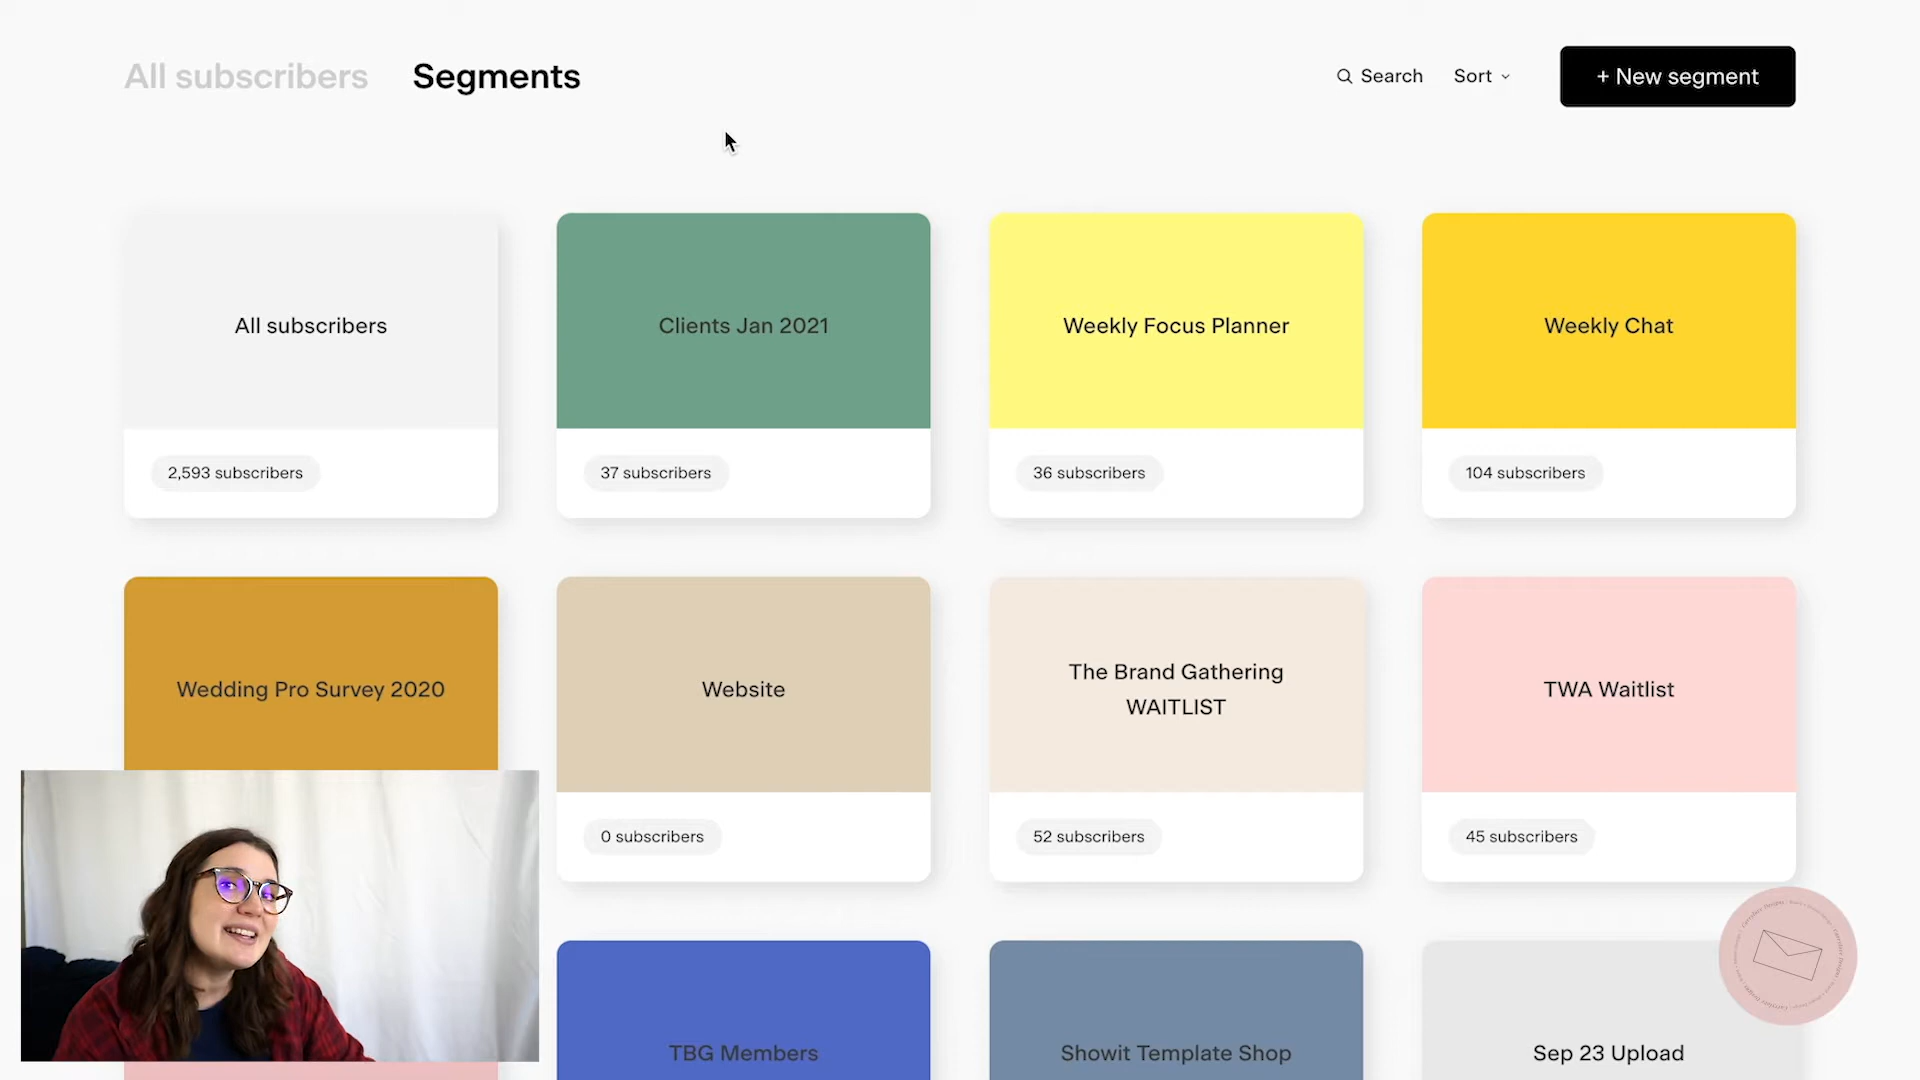 All subscribers
Segments
Search
Sort
+ New segment
All subscribers
Clients Jan 2021
Weekly Focus Planner
Weekly Chat
2,593 subscribers
37 subscribers
36 subscribers
104 subscribers
Wedding Pro Survey 2020
Website
The Brand Gathering
WAITLIST
TWA Waitlist
0 subscribers
52 subscribers
45 subscribers
TBG Members
Showit Template Shop
Sep 23 Upload